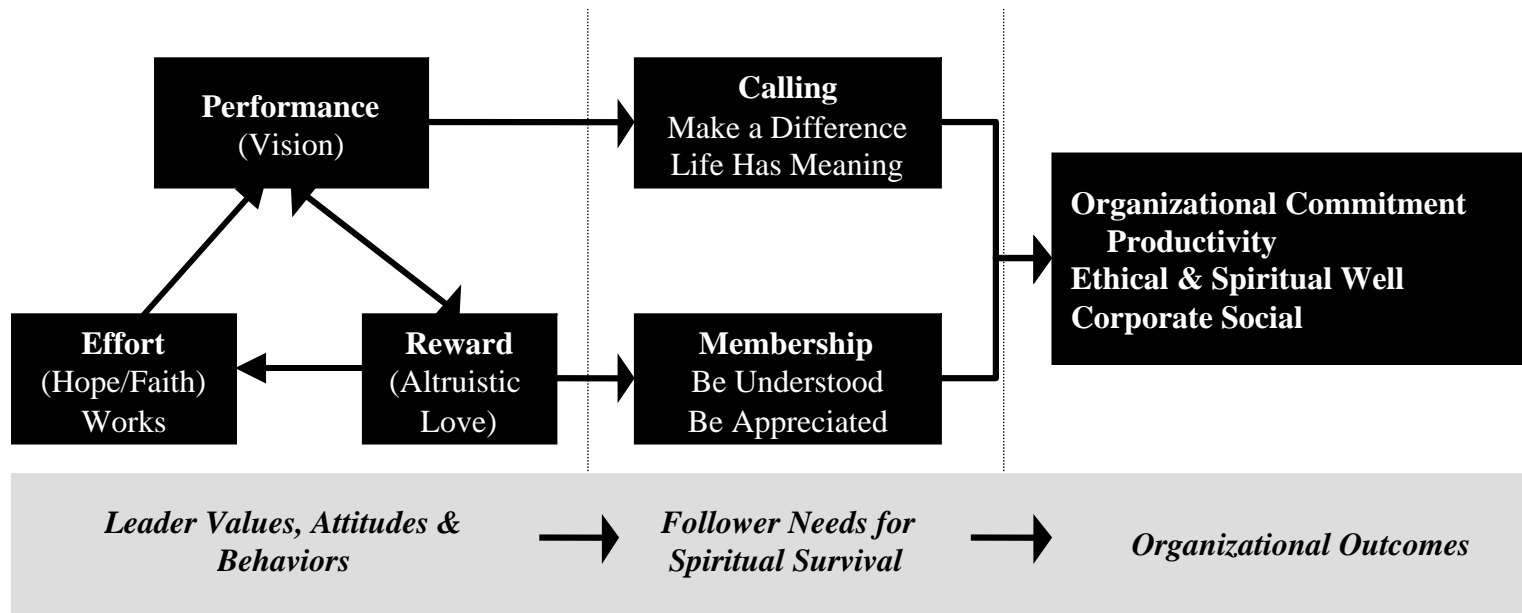 Performance
(Vision)
Calling
Make a Difference
Life Has Meaning
Organizational Commitment
Productivity
Ethical & Spiritual Well
Corporate Social
Effort
(Hope/Faith)
Works
Reward
(Altruistic
Love)
Membership
Be Understood
Be Appreciated
Leader Values, Attitudes &
Behaviors
Follower Needs for
Spiritual Survival
Organizational Outcomes